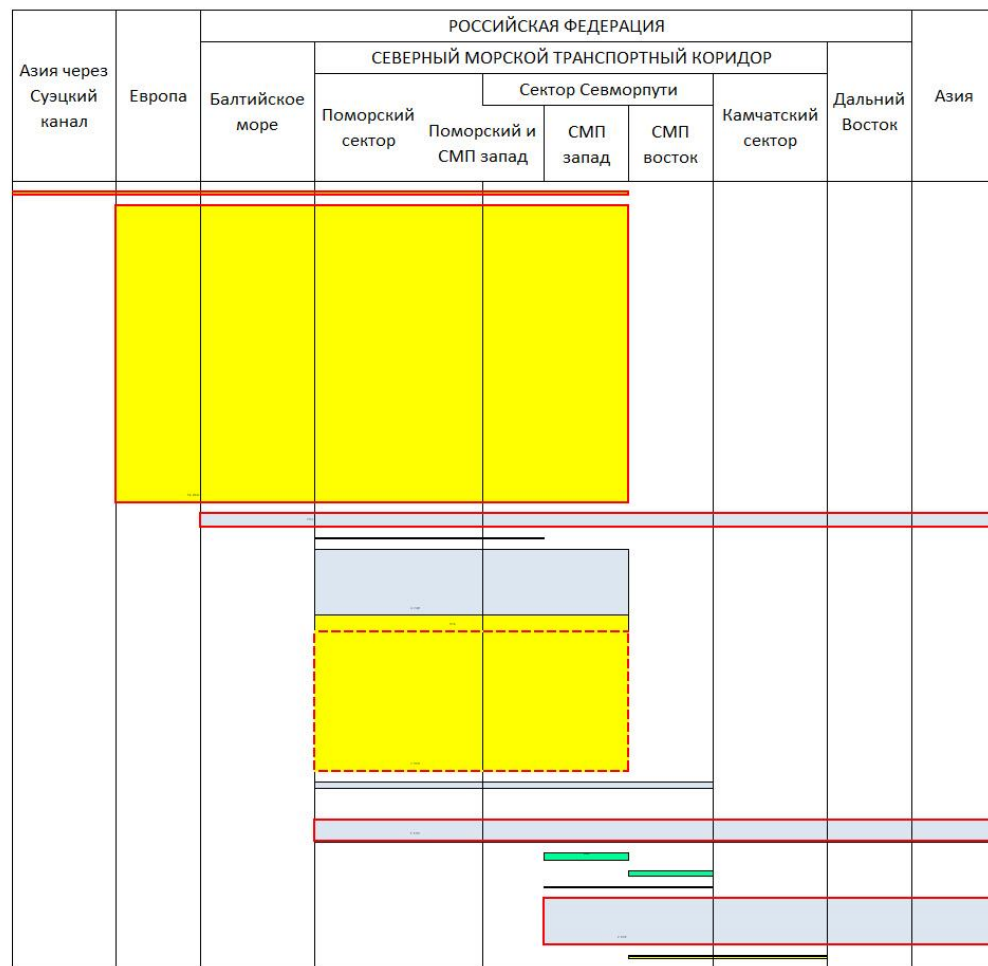 РОССИЙСКАЯ ФЕДЕРАЦИЯ
СЕВЕРНЫЙ МОРСКОЙ ТРАНСПОРТНЫЙ КОРИДОР
Азия через
Суэцкий
канал
Европа
Балтийское
море
Поморский
сектор
Сектор Севморпути
Поморский и
СМП запад
СМП
запад
СМП
восток
Камчатский
сектор
Дальний
Восток
Азия